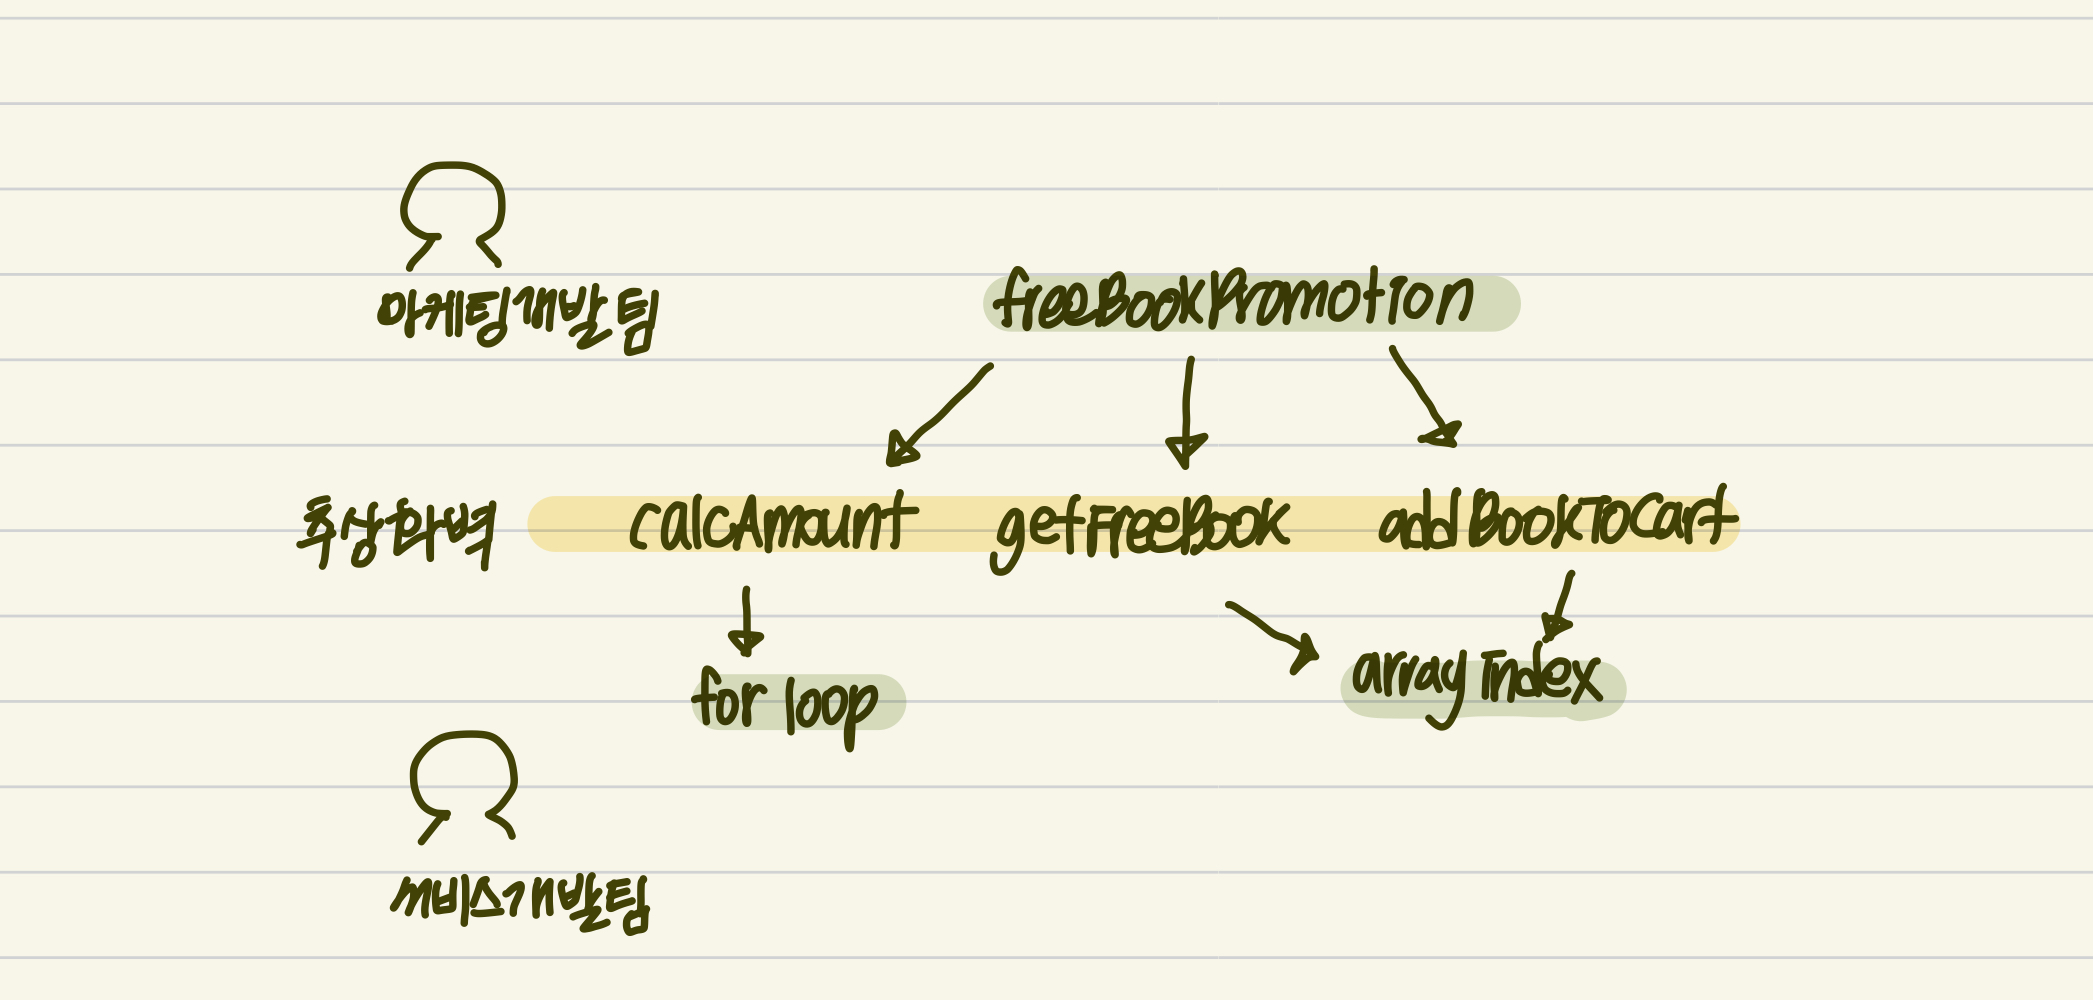 마케팅개발팀
freeBookPromotion
추상화벽 calcAmount getFreeBook addBookToCart
for loop array Index
서비스개발팀